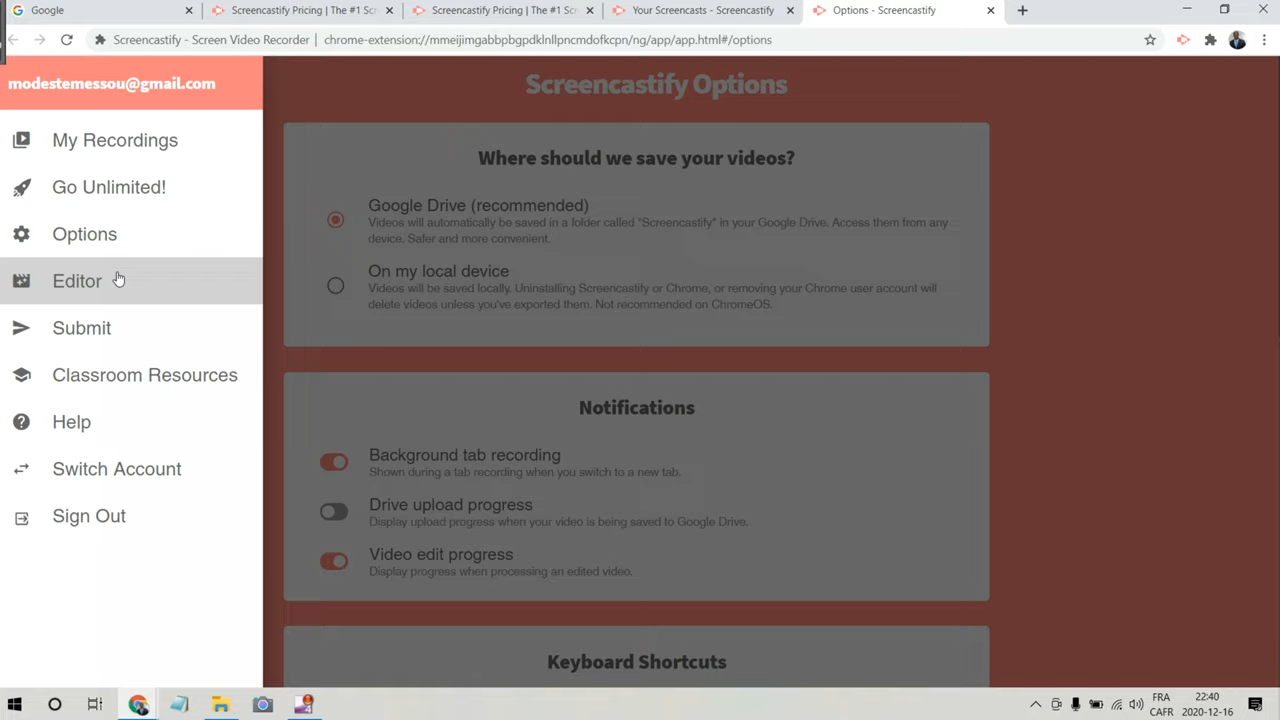 Google
Screencastify Pricing | The #1 Scr
Screencastify Pricing | The #1 Scr
Your Screencasts - Screencastify
Options - Screencastify
Screencastify - Screen Video Recorder | chrome-extension://mmeijimgabbpbgpdklnllpncmdofkcpn/ng/app/app.html#/options
modestemessou@gmail.com
My Recordings
Go Unlimited!
Options
Editor
Submit
Classroom Resources
Help
Switch Account
Sign Out
Screencastify Options
Where should we save your videos?
Google Drive (recommended)
Videos will automatically be saved in a folder called "Screencastify" in your Google Drive. Access them from any
device. Safer and more convenient.
On my local device
Videos will be saved locally. Uninstalling Screencastify or Chrome, or removing your Chrome user account will
delete videos unless you've exported them. Not recommended on ChromeOS.
Notifications
Background tab recording
Shown during a tab recording when you switch to a new tab.
Drive upload progress
Display upload progress when your video is being saved to Google Drive.
Video edit progress
Display progress when processing an edited video.
Keyboard Shortcuts
FRA
CAFR
22:40
2020-12-16